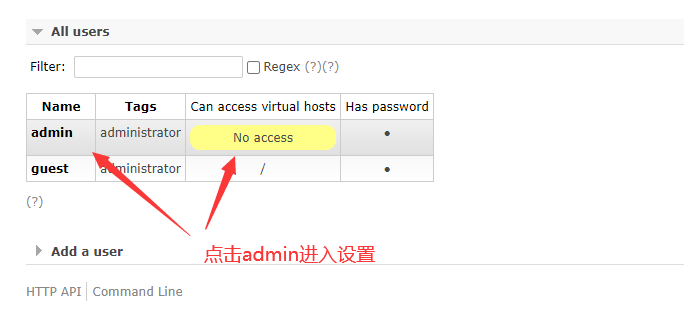 All users
Filter: Regex (?)(?)
Name Tags Can access virtual hosts Has password
admin administrator No access •
guest administrator / •
(?)
Add a user
点击admin进入设置
HTTP API Command Line